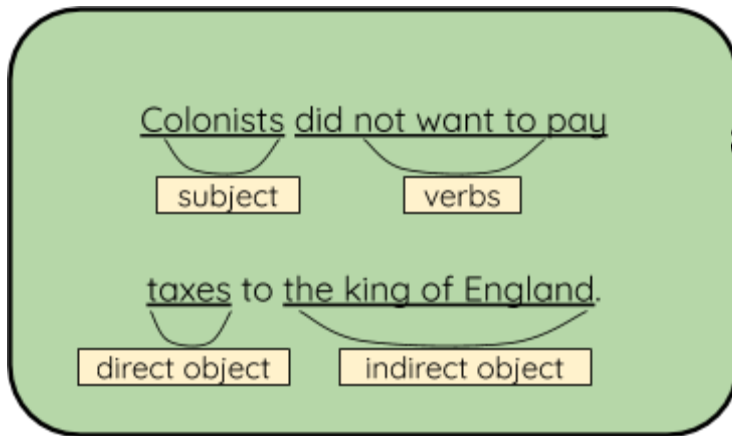 Colonists did not want to pay
subject verbs
taxes to the king of England.
direct object indirect object